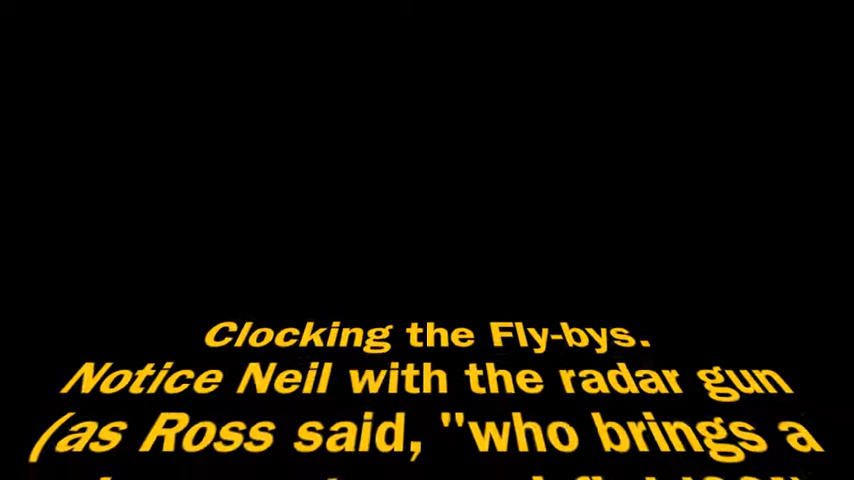 Clocking the Fly-bys.
Notice Neil with the radar gun
(as Ross said, "who brings a